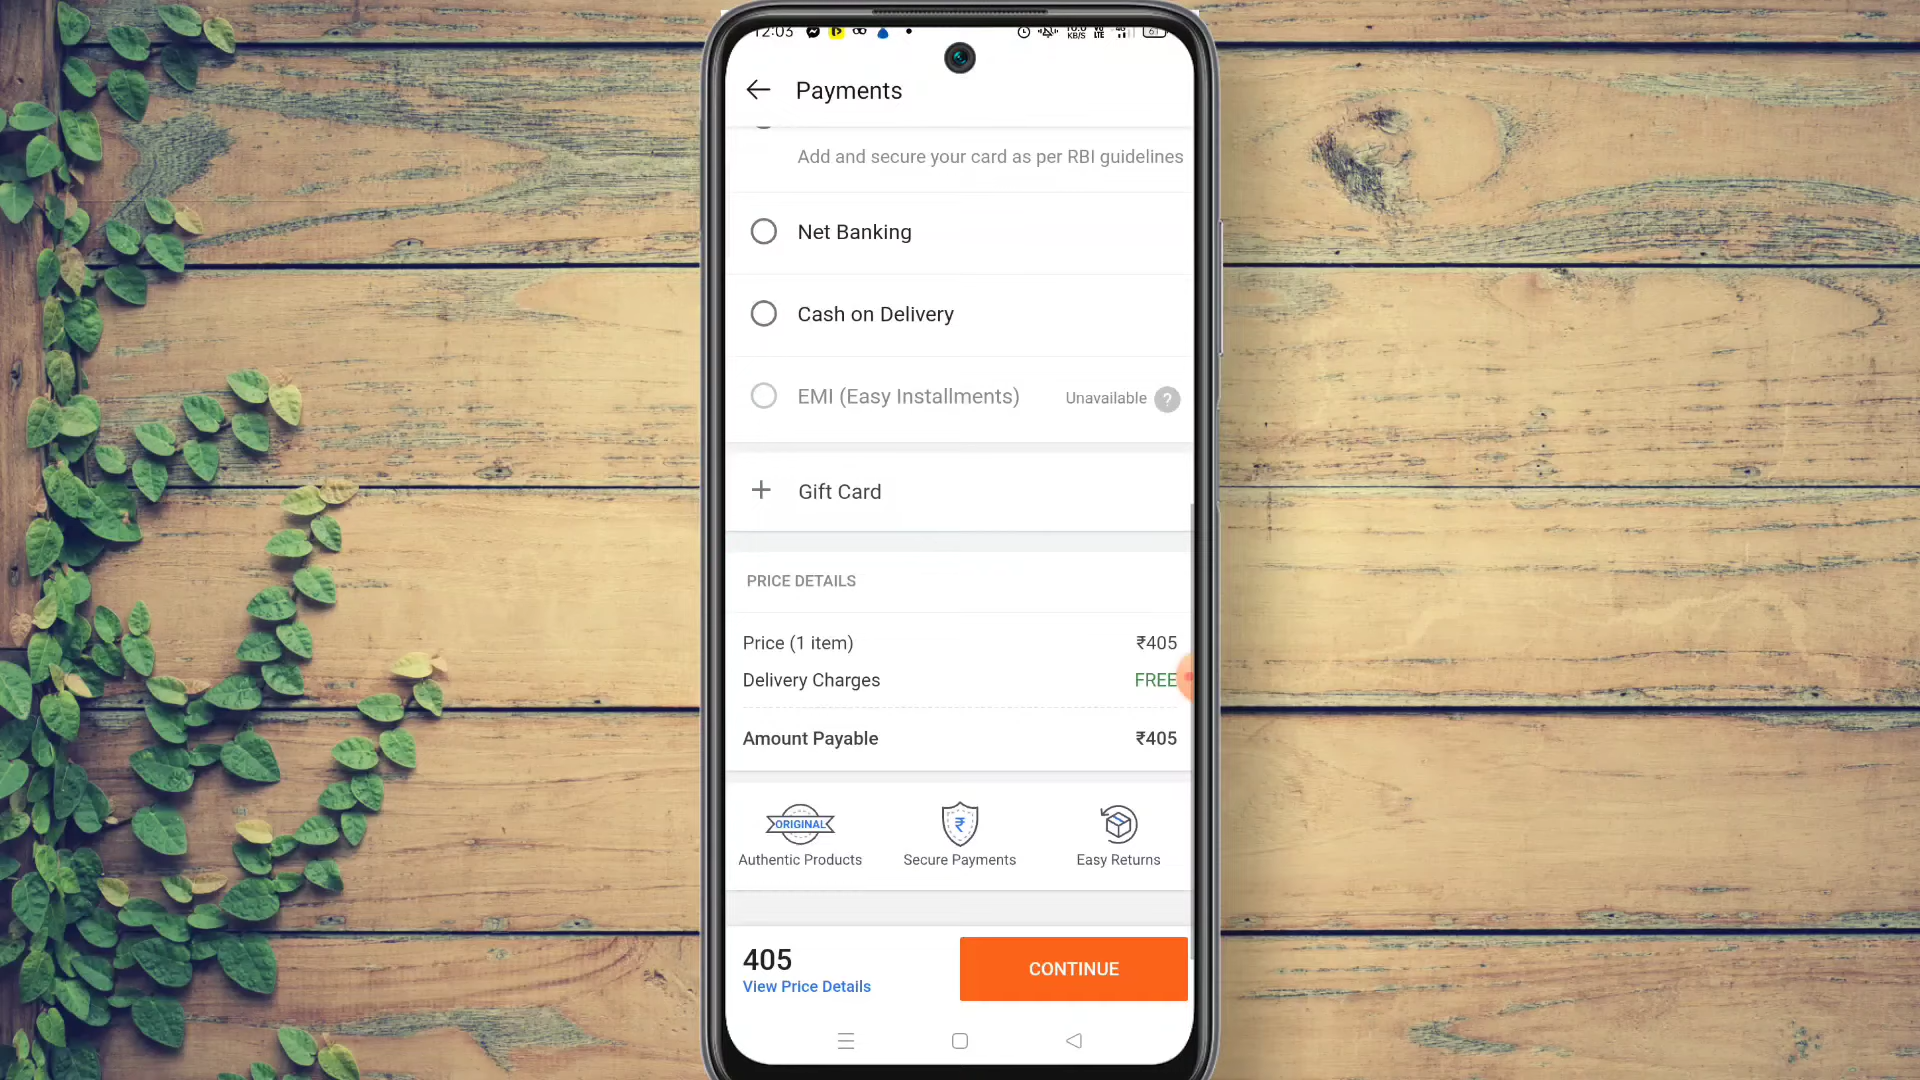 12:03
Payments
Add and secure your card as per RBI guidelines
Net Banking
Cash on Delivery
EMI (Easy Installments) Unavailable ?
+ Gift Card
PRICE DETAILS
Price (1 item) ₹405
Delivery Charges FREE
Amount Payable ₹405
ORIGINAL ₹
Authentic Products Secure Payments Easy Returns
405
View Price Details
CONTINUE